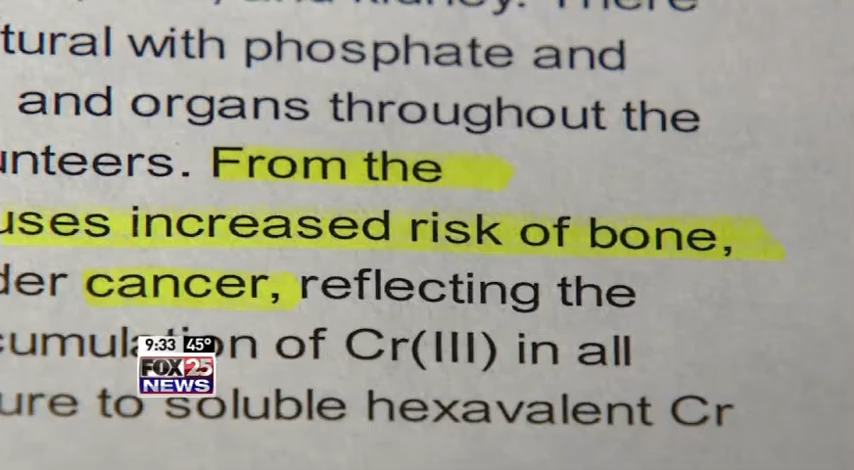 tural with phosphate and
and organs throughout the
unteers. From the
uses increased risk of bone,
der cancer, reflecting the
of Cr(III) in all
ure to soluble hexavalent Cr
9:33 45°
FOX 25
NEWS